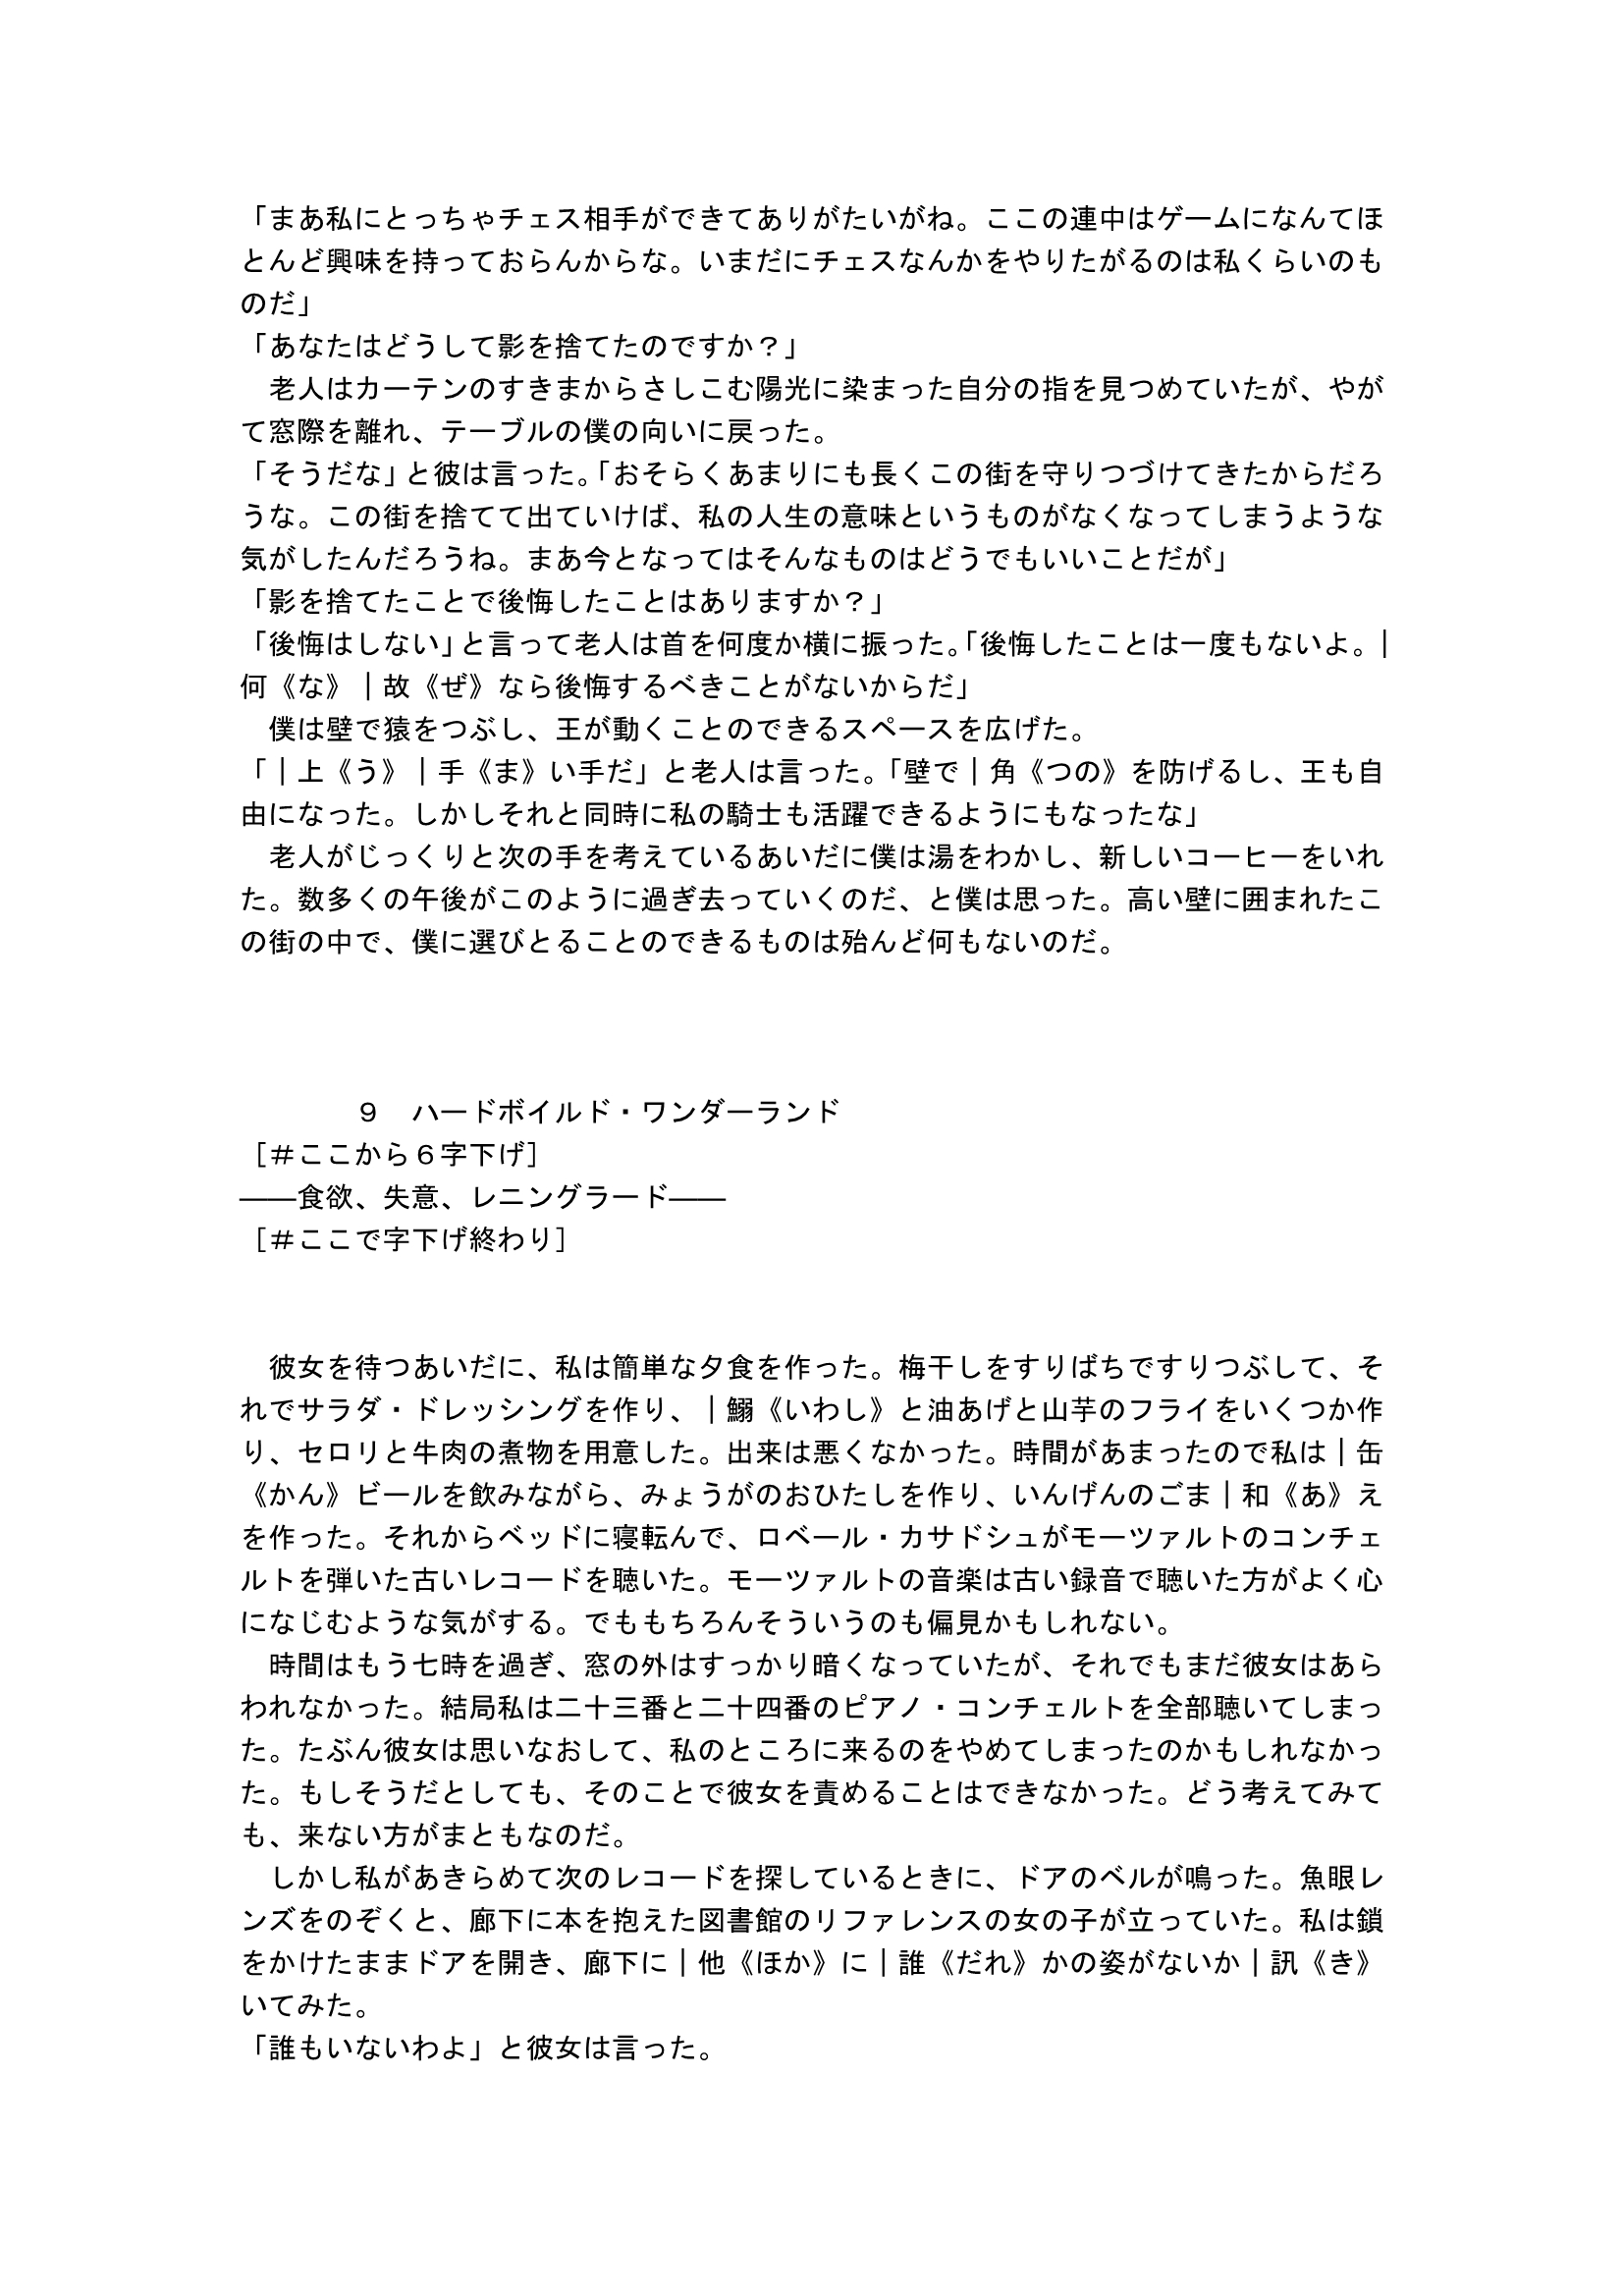 「まあ私にとっちゃチェス相手ができてありがたいがね。ここの連中はゲームになんてほ
とんど興味を持っておらんからな。いまだにチェスなんかをやりたがるのは私くらいのも
のだ」
「あなたはどうして影を捨てたのですか？」
　老人はカーテンのすきまからさしこむ陽光に染まった自分の指を見つめていたが、やが
て窓際を離れ、テーブルの僕の向いに戻った。
「そうだな」と彼は言った。「おそらくあまりにも長くこの街を守りつづけてきたからだろ
うな。この街を捨てて出ていけば、私の人生の意味というものがなくなってしまうような
気がしたんだろうね。まあ今となってはそんなものはどうでもいいことだが」
「影を捨てたことで後悔したことはありますか？」
「後悔はしない」と言って老人は首を何度か横に振った。「後悔したことは一度もないよ。｜
何《な》｜故《ぜ》なら後悔するべきことがないからだ」
　僕は壁で猿をつぶし、王が動くことのできるスペースを広げた。
「｜上《う》｜手《ま》い手だ」と老人は言った。「壁で｜角《つの》を防げるし、王も自
由になった。しかしそれと同時に私の騎士も活躍できるようにもなったな」
　老人がじっくりと次の手を考えているあいだに僕は湯をわかし、新しいコーヒーをいれ
た。数多くの午後がこのように過ぎ去っていくのだ、と僕は思った。高い壁に囲まれたこ
の街の中で、僕に選びとることのできるものは殆んど何もないのだ。
９　ハードボイルド・ワンダーランド
［＃ここから６字下げ］
――食欲、失意、レニングラード――
［＃ここで字下げ終わり］
　彼女を待つあいだに、私は簡単な夕食を作った。梅干しをすりばちですりつぶして、そ
れでサラダ・ドレッシングを作り、｜鰯《いわし》と油あげと山芋のフライをいくつか作
り、セロリと牛肉の煮物を用意した。出来は悪くなかった。時間があまったので私は｜缶
《かん》ビールを飲みながら、みょうがのおひたしを作り、いんげんのごま｜和《あ》え
を作った。それからベッドに寝転んで、ロベール・カサドシュがモーツァルトのコンチェ
ルトを弾いた古いレコードを聴いた。モーツァルトの音楽は古い録音で聴いた方がよく心
になじむような気がする。でももちろんそういうのも偏見かもしれない。
　時間はもう七時を過ぎ、窓の外はすっかり暗くなっていたが、それでもまだ彼女はあら
われなかった。結局私は二十三番と二十四番のピアノ・コンチェルトを全部聴いてしまっ
た。たぶん彼女は思いなおして、私のところに来るのをやめてしまったのかもしれなかっ
た。もしそうだとしても、そのことで彼女を責めることはできなかった。どう考えてみて
も、来ない方がまともなのだ。
　しかし私があきらめて次のレコードを探しているときに、ドアのベルが鳴った。魚眼レ
ンズをのぞくと、廊下に本を抱えた図書館のリファレンスの女の子が立っていた。私は鎖
をかけたままドアを開き、廊下に｜他《ほか》に｜誰《だれ》かの姿がないか｜訊《き》
いてみた。
「誰もいないわよ」と彼女は言った。